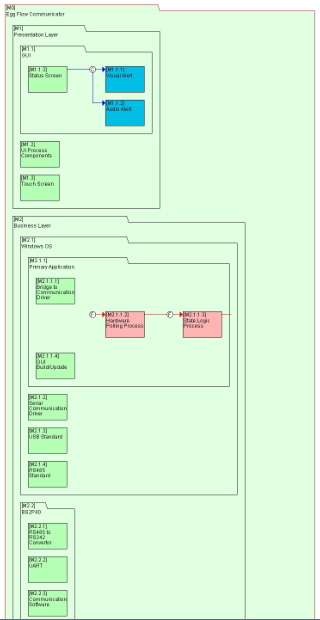 [M0]
Egg Flow Communicator
[M1]
Presentation Layer
[M1.1]
GUI
[M1.1.3]
Status Screen
C
[M1.1.1]
Visual Alert
[M1.1.2]
Audio Alert
[M1.2]
UI Process
Components
[M1.3]
Touch Screen
[M2]
Business Layer
[M2.1]
Windows OS
[M2.1.1]
Primary Application
[M2.1.1.1]
Bridge to
Communication
Driver
[M2.1.1.2]
Hardware
Polling Process
[M2.1.1.3]
State Logic
Process
[M2.1.1.4]
GUI
Build/Update
[M2.1.2]
Serial
Communication
Driver
[M2.1.3]
USB Standard
[M2.1.4]
RS485
Standard
[M2.2]
BS2P40
[M2.2.1]
RS485 to
RS242
Converter
[M2.2.2]
UART
[M2.2.3]
Communication
Software